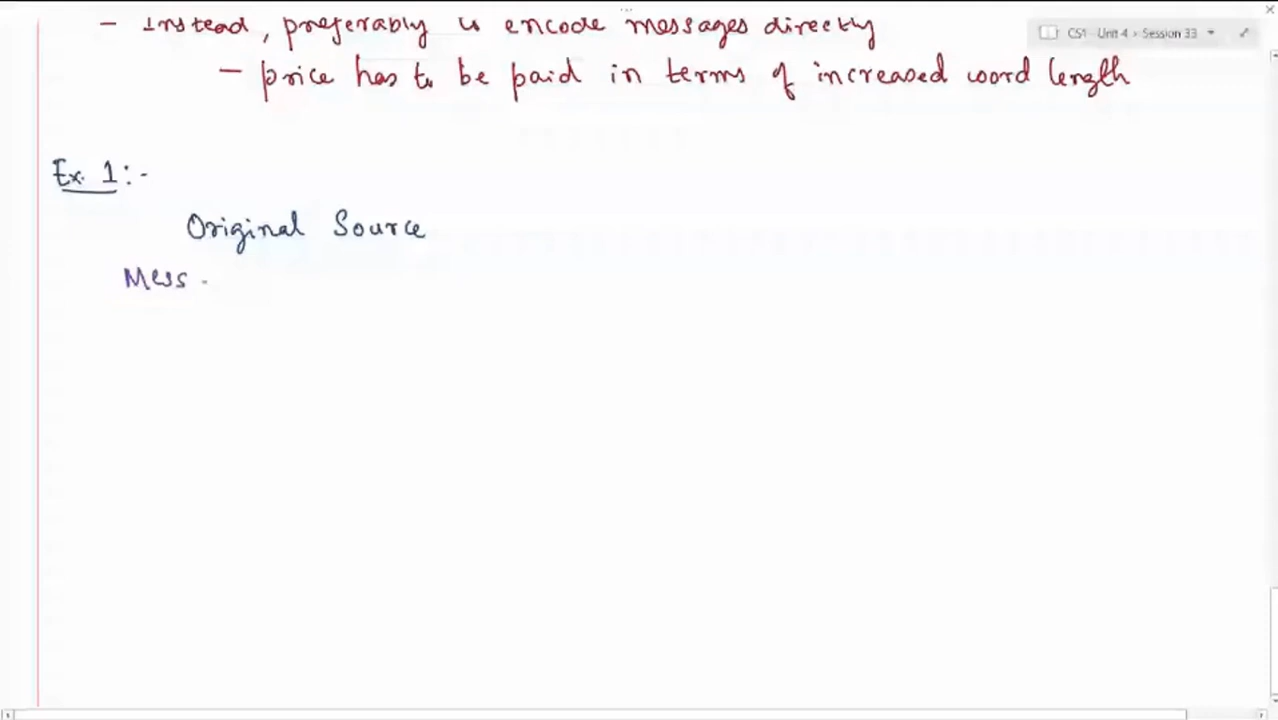 - Instead, preferably is encode messages directly
CS1 - Unit 4 > Session 33
- price has to be paid in terms of increased word length
Ex. 1:-
Original Source
Mess